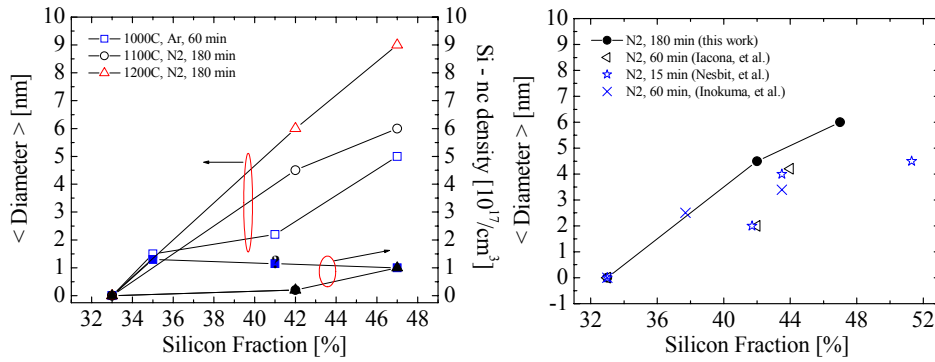 1000C, Ar, 60 min
1100C, N2, 180 min
1200C, N2, 180 min
< Diameter > [nm]
10
9
8
7
6
5
4
3
2
1
0
32 34 36 38 40 42 44 46 48
Silicon Fraction [%]
10
9
8
7
6
5
4
3
2
1
0
Si - nc density [10^17/cm^3]
N2, 180 min (this work)
N2, 60 min (Iacona, et al.)
N2, 15 min (Nesbit, et al.)
N2, 60 min, (Inokuma, et al.)
< Diameter > [nm]
10
9
8
7
6
5
4
3
2
1
0
-1
32 36 40 44 48 52
Silicon Fraction [%]